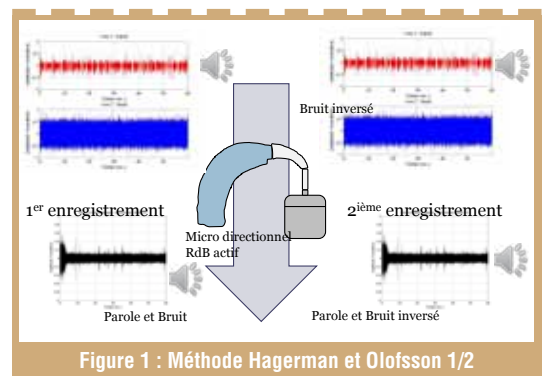 Bruit inversé
1er enregistrement
2ième enregistrement
Micro directionnel
RdB actif
Parole et Bruit
Parole et Bruit inversé
Figure 1 : Méthode Hagerman et Olofsson 1/2